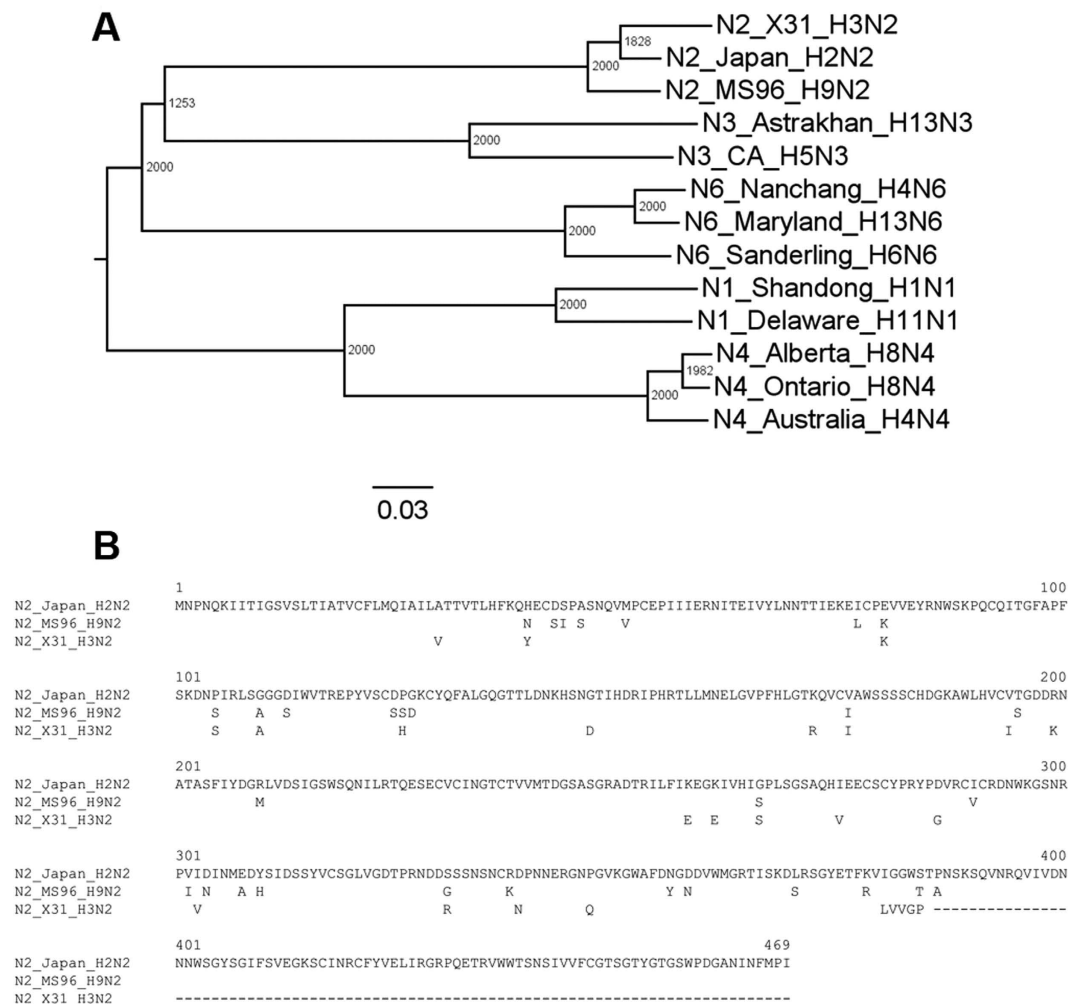 A
N2_X31_H3N2
1828
N2_Japan_H2N2
2000
N2_MS96_H9N2
1253
N3_Astrakhan_H13N3
2000
N3_CA_H5N3
2000
N6_Nanchang_H4N6
2000
N6_Maryland_H13N6
2000
N6_Sanderling_H6N6
N1_Shandong_H1N1
2000
N1_Delaware_H11N1
2000
N4_Alberta_H8N4
1982
N4_Ontario_H8N4
2000
N4_Australia_H4N4
0.03
B
1 100
N2_Japan_H2N2 MNPNQKIITIGSVSLTIATVCFLMQIAILATTVTLHFKQHECDSPASNQVMPCEPIIIERNITEIVYLNNTTIEKEICPEVVEYRNWSKPQCQITGFAPF
N2_MS96_H9N2 N SI S V L K
N2_X31_H3N2 V Y K
101 200
N2_Japan_H2N2 SKDNPIRLSGGGDIWVTREPYVSCDPGKCYQFALGQGTTLDNKHSNGTIHDRIPHRTLLMNELGVPFHLGTKQVCVAWSSSSCHDGKAWLHVCVTGDDRN
N2_MS96_H9N2 S A S SSD I S
N2_X31_H3N2 S A H D R I I K
201 300
N2_Japan_H2N2 ATASFIYDGRLVDSIGSWSQNILRTQESECVCINGTCTVVMTDGSASGRADTRILFIKEGKIVHIGPLSGSAQHIEECSCYPRYPDVRCICRDNWKGSNR
N2_MS96_H9N2 M S V
N2_X31_H3N2 E E S V G
301 400
N2_Japan_H2N2 PVIDINMEDYSIDSSYVCSGLVGDTPRNDDSSSNSNCRDPNNERGNPGVKGWAFDNGDDVWMGRTISKDLRSGYETFKVIGGWSTPNSKSQVNRQVIVDN
N2_MS96_H9N2 I N A H G K Y N S R T A
N2_X31_H3N2 V R N Q LVVGP ---------------
401 469
N2_Japan_H2N2 NNWSGYSGIFSVEGKSCINRCFYVELIRGRPQETRVWWTSNSIVVFCGTSGTYGTGSWPDGANINFMPI
N2_MS96_H9N2
N2_X31_H3N2 ---------------------------------------------------------------------